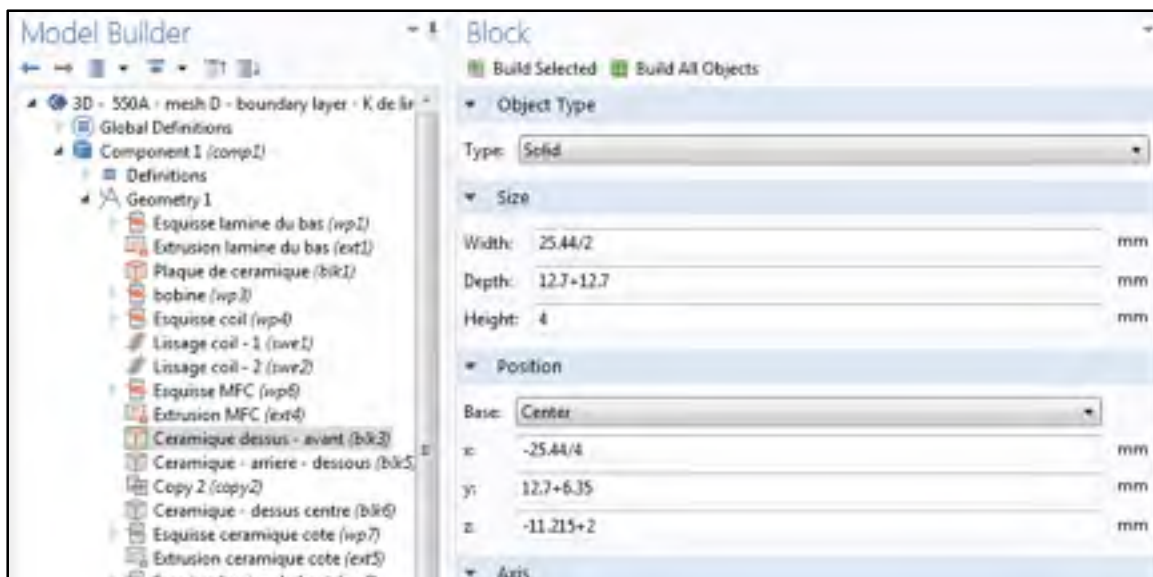 Model Builder
3D - 550A - mesh D - boundary layer - K de lir
Global Definitions
Component 1 (comp1)
Definitions
Geometry 1
Esquisse lamine du bas (wp1)
Extrusion lamine du bas (ext1)
Plaque de ceramique (blk1)
bobine (wp3)
Esquisse coil (wp4)
Lissage coil - 1 (swe1)
Lissage coil - 2 (swe2)
Esquisse MFC (wp6)
Extrusion MFC (ext4)
Ceramique dessus - avant (blk3)
Ceramique - arriere - dessous (blk5,
Copy 2 (copy2)
Ceramique - dessus centre (blk6)
Esquisse ceramique cote (wp7)
Extrusion ceramique cote (ext5)
Block
Build Selected Build All Objects
Object Type
Type: Solid
Size
Width: 25.44/2 mm
Depth: 12.7+12.7 mm
Height: 4 mm
Position
Base: Center
x: -25.44/4 mm
y: 12.7+6.35 mm
z: -11.215+2 mm
Axis